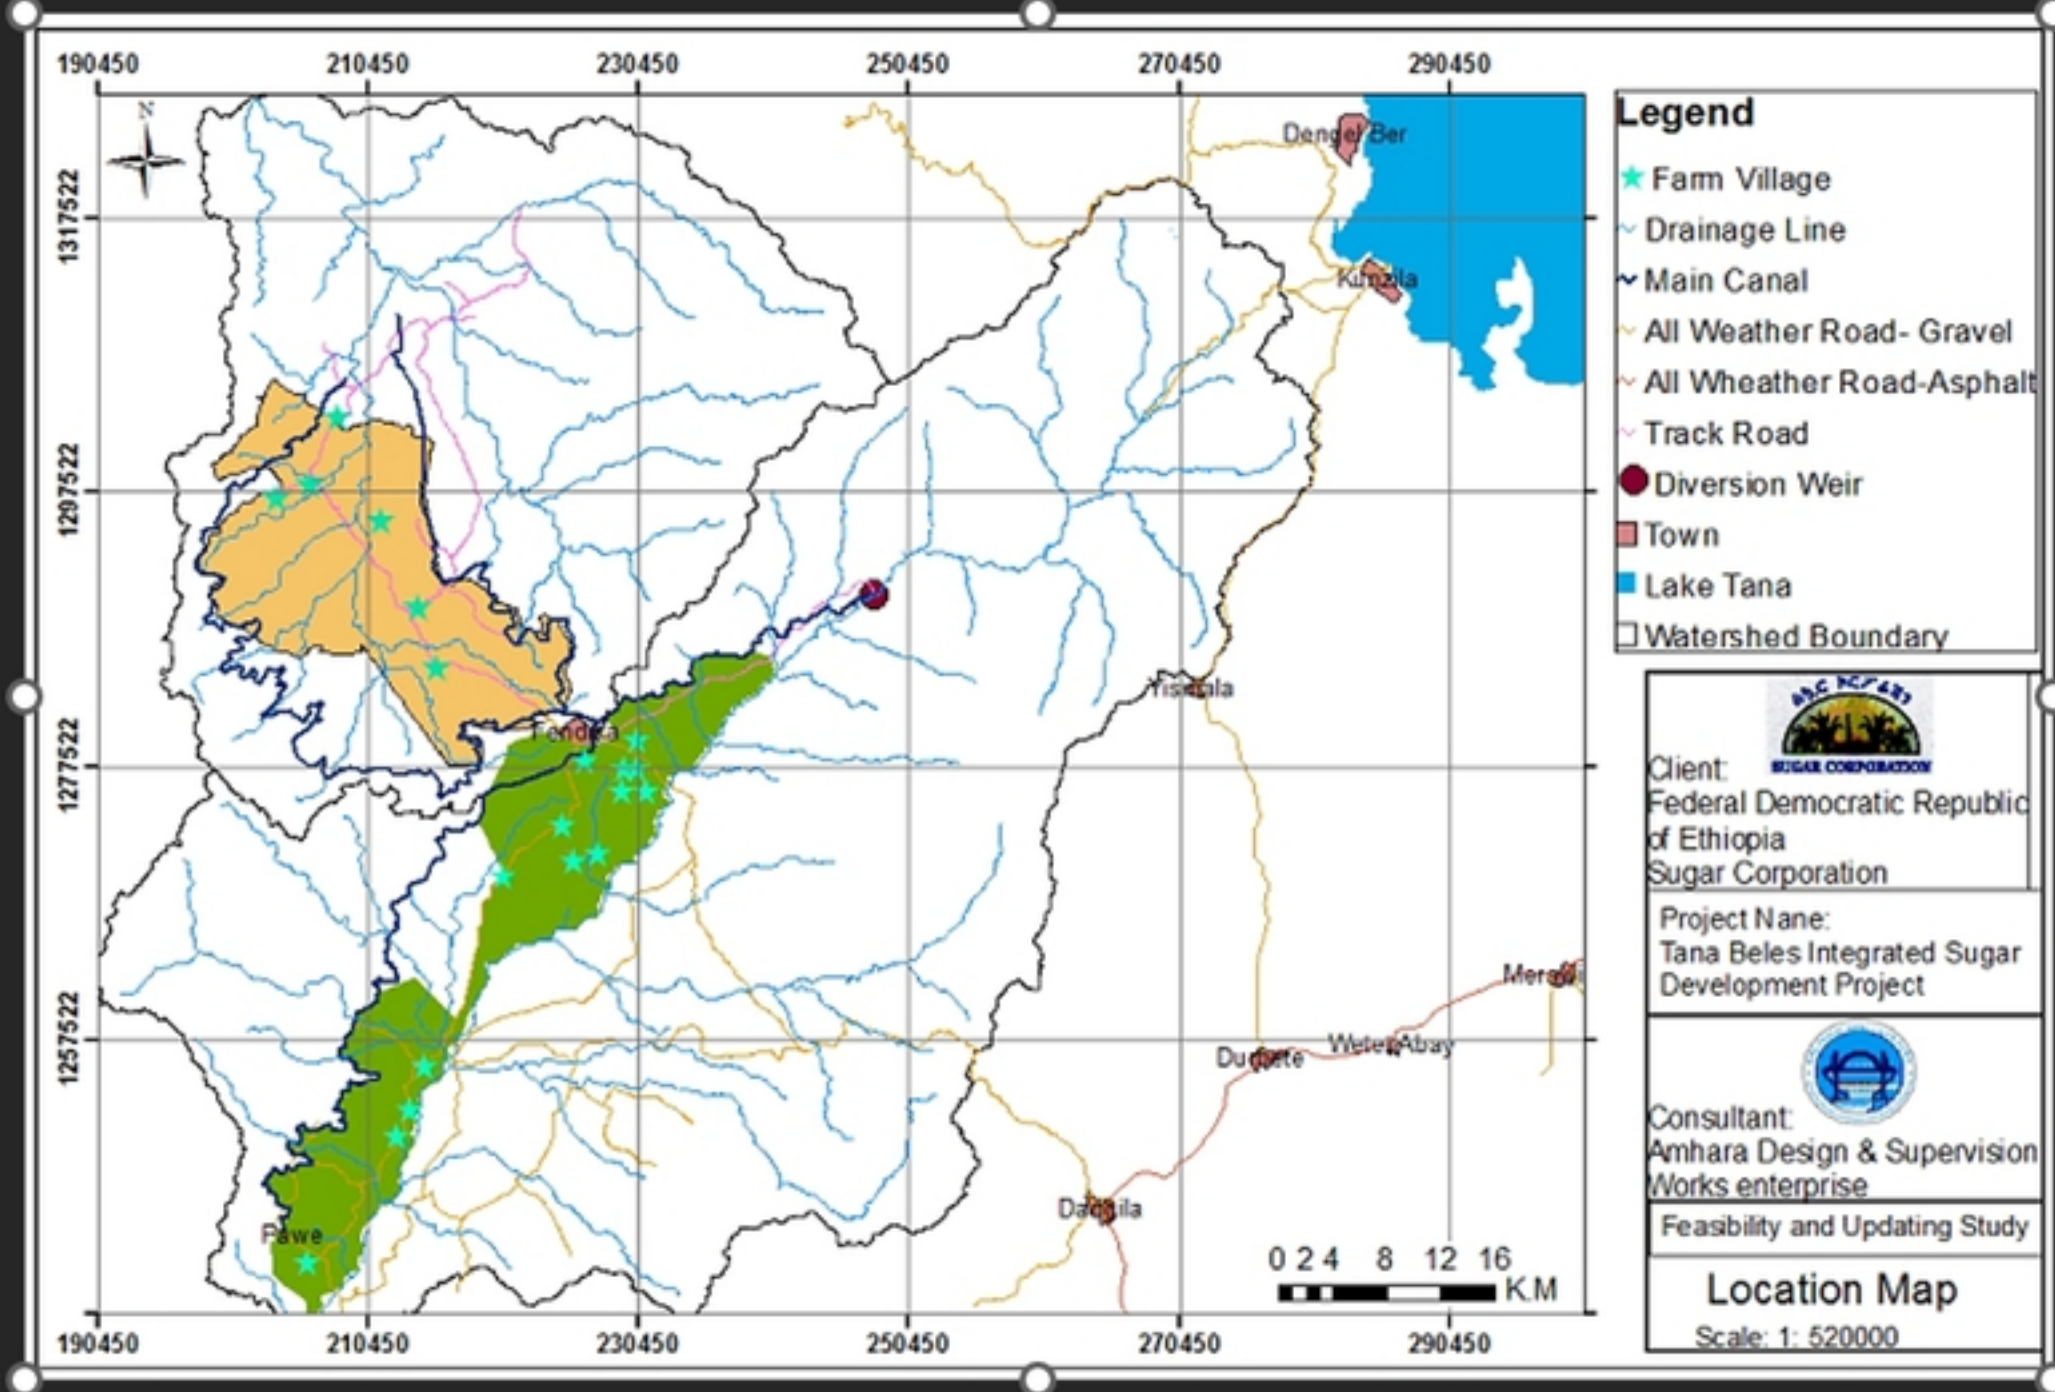 190450 210450 230450 250450 270450 290450
N
1317522
1297522
1277522
1257522
Dengel Ber
Kunzila
Yismala
Fendica
Pawe
Merawi
Wetet Abay
Durbete
Dangila
0 2 4 8 12 16
K.M
190450 210450 230450 250450 270450 290450
Legend
Farm Village
Drainage Line
Main Canal
All Weather Road- Gravel
All Wheather Road-Asphalt
Track Road
Diversion Weir
Town
Lake Tana
Watershed Boundary
SUGAR CORPORATION
Client:
Federal Democratic Republic
of Ethiopia
Sugar Corporation
Project Nane:
Tana Beles Integrated Sugar
Development Project
Consultant:
Amhara Design & Supervision
Works enterprise
Feasibility and Updating Study
Location Map
Scale: 1: 520000